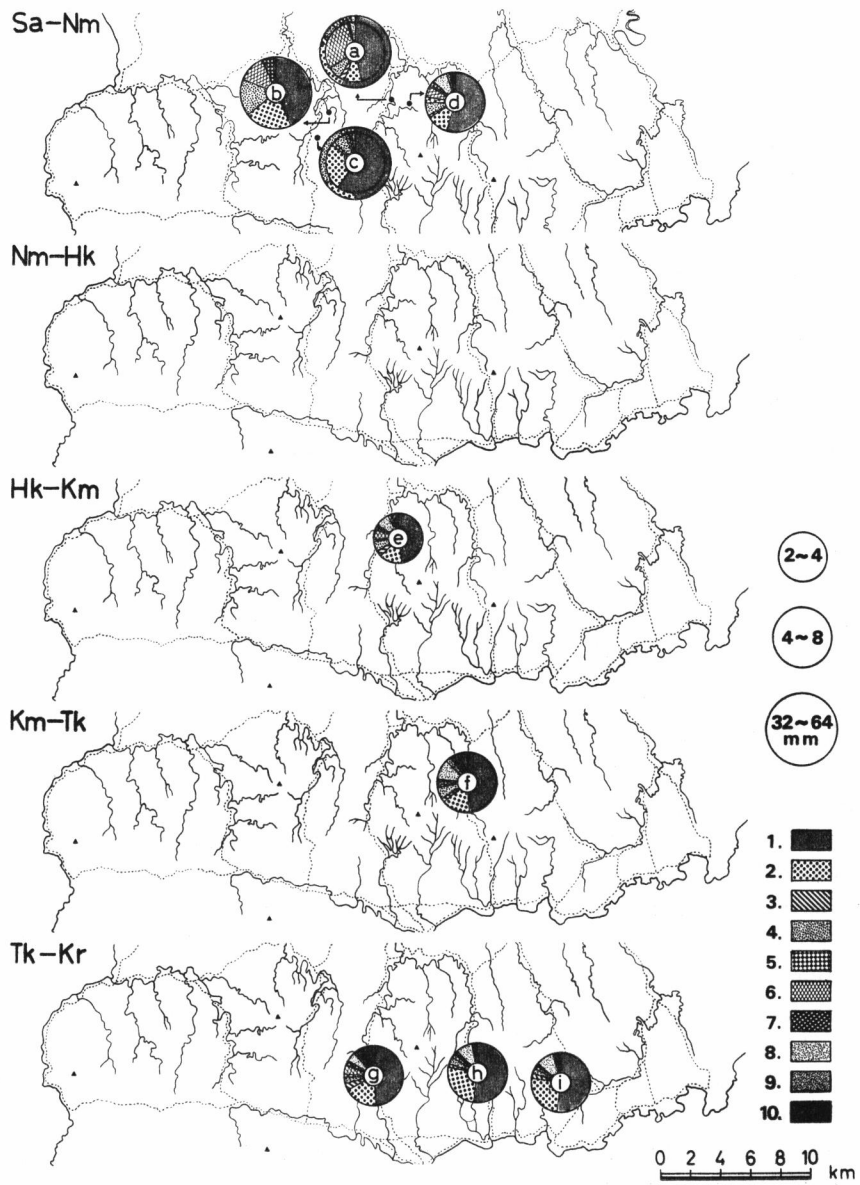 Sa-Nm
a
b
d
c
Nm-Hk
Hk-Km
e
2~4
4~8
Km-Tk
32~64
mm
f
1.
2.
3.
4.
5.
6.
7.
8.
9.
10.
Tk-Kr
g
h
i
0 2 4 6 8 10
km